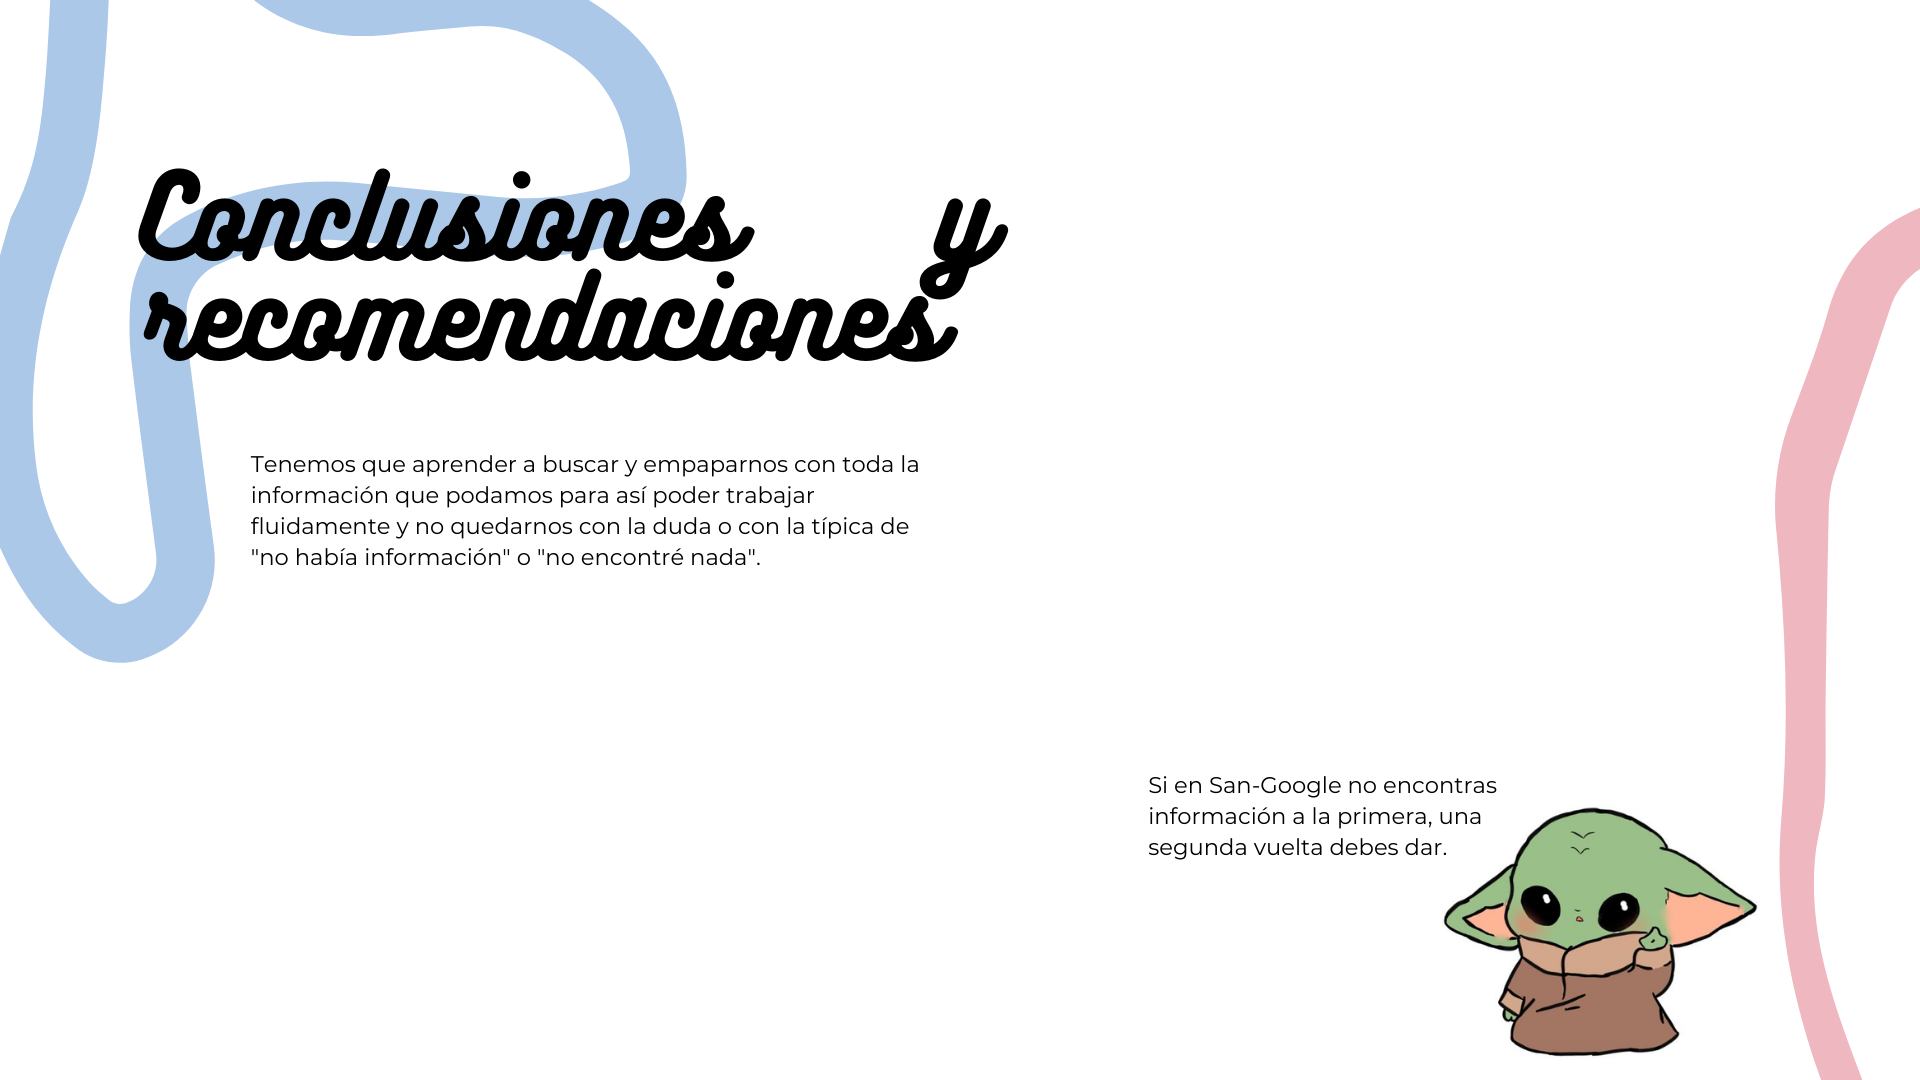 Conclusiones y
recomendaciones
Tenemos que aprender a buscar y empaparnos con toda la
información que podamos para así poder trabajar
fluidamente y no quedarnos con la duda o con la típica de
"no había información" o "no encontré nada".
Si en San-Google no encontras
información a la primera, una
segunda vuelta debes dar.